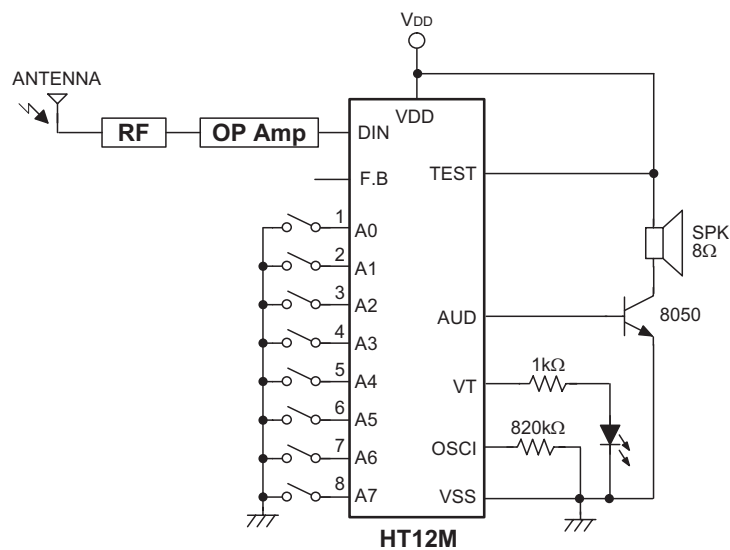 VDD
ANTENNA
RF
OP Amp
DIN
VDD
F.B
TEST
1
A0
2
A1
3
A2
4
A3
5
A4
6
A5
7
A6
8
A7
SPK
8Ω
AUD
8050
VT
1kΩ
OSCI
820kΩ
VSS
HT12M